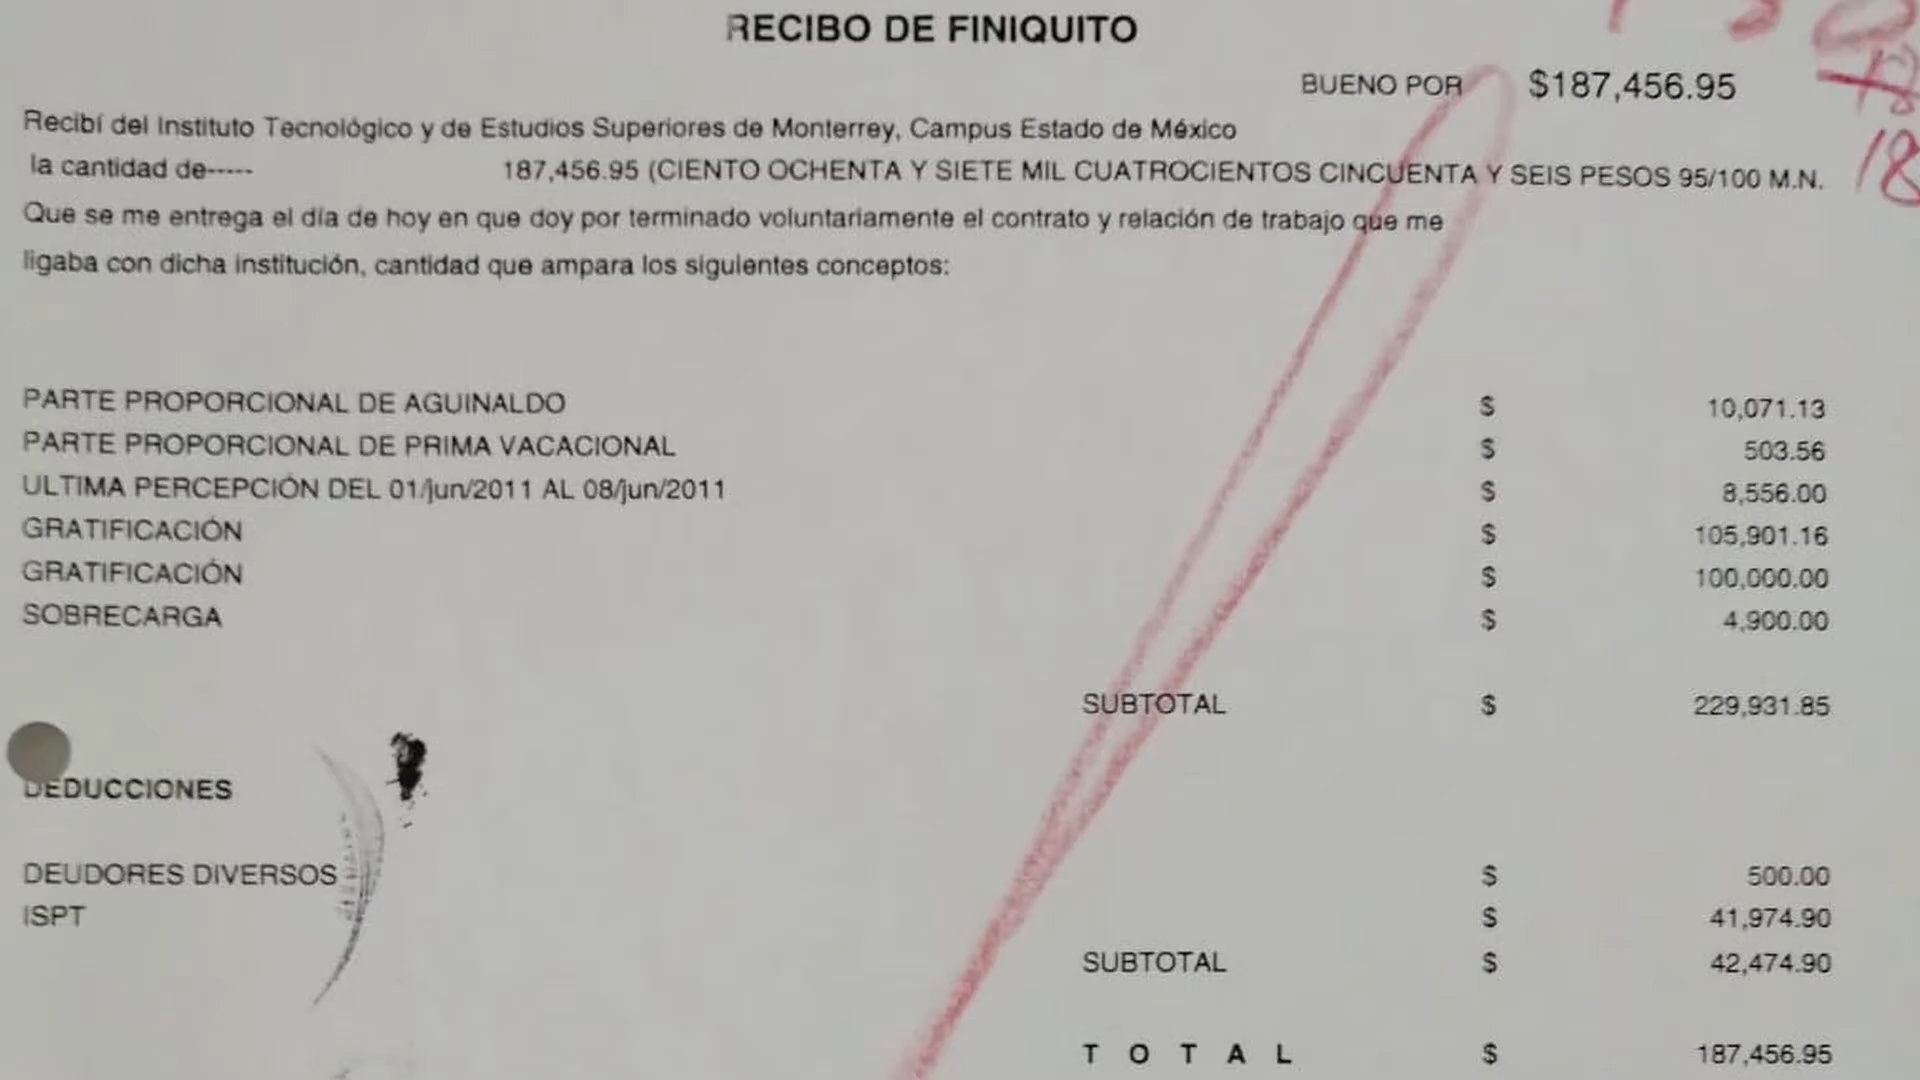 RECIBO DE FINIQUITO
BUENO POR $187,456.95
Recibí del Instituto Tecnológico y de Estudios Superiores de Monterrey, Campus Estado de México
la cantidad de----- 187,456.95 (CIENTO OCHENTA Y SIETE MIL CUATROCIENTOS CINCUENTA Y SEIS PESOS 95/100 M.N.
Que se me entrega el día de hoy en que doy por terminado voluntariamente el contrato y relación de trabajo que me
ligaba con dicha institución, cantidad que ampara los siguientes conceptos:
PARTE PROPORCIONAL DE AGUINALDO $ 10,071.13
PARTE PROPORCIONAL DE PRIMA VACACIONAL $ 503.56
ULTIMA PERCEPCIÓN DEL 01/jun/2011 AL 08/jun/2011 $ 8,556.00
GRATIFICACIÓN $ 105,901.16
GRATIFICACIÓN $ 100,000.00
SOBRECARGA $ 4,900.00
SUBTOTAL $ 229,931.85
DEDUCCIONES
DEUDORES DIVERSOS $ 500.00
ISPT $ 41,974.90
SUBTOTAL $ 42,474.90
T O T A L $ 187,456.95